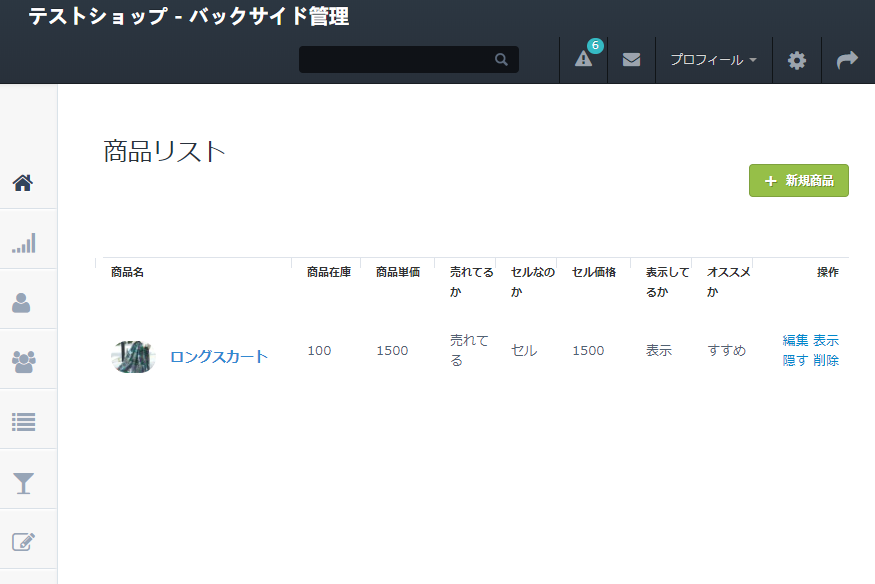 テストショップ - バックサイド管理
6
プロフィール
商品リスト
+ 新規商品
商品名 商品在庫 商品単価 売れてるか セルなのか セル価格 表示してるか オススメか 操作
ロングスカート 100 1500 売れてる セル 1500 表示 すすめ 編集 表示
隠す 削除